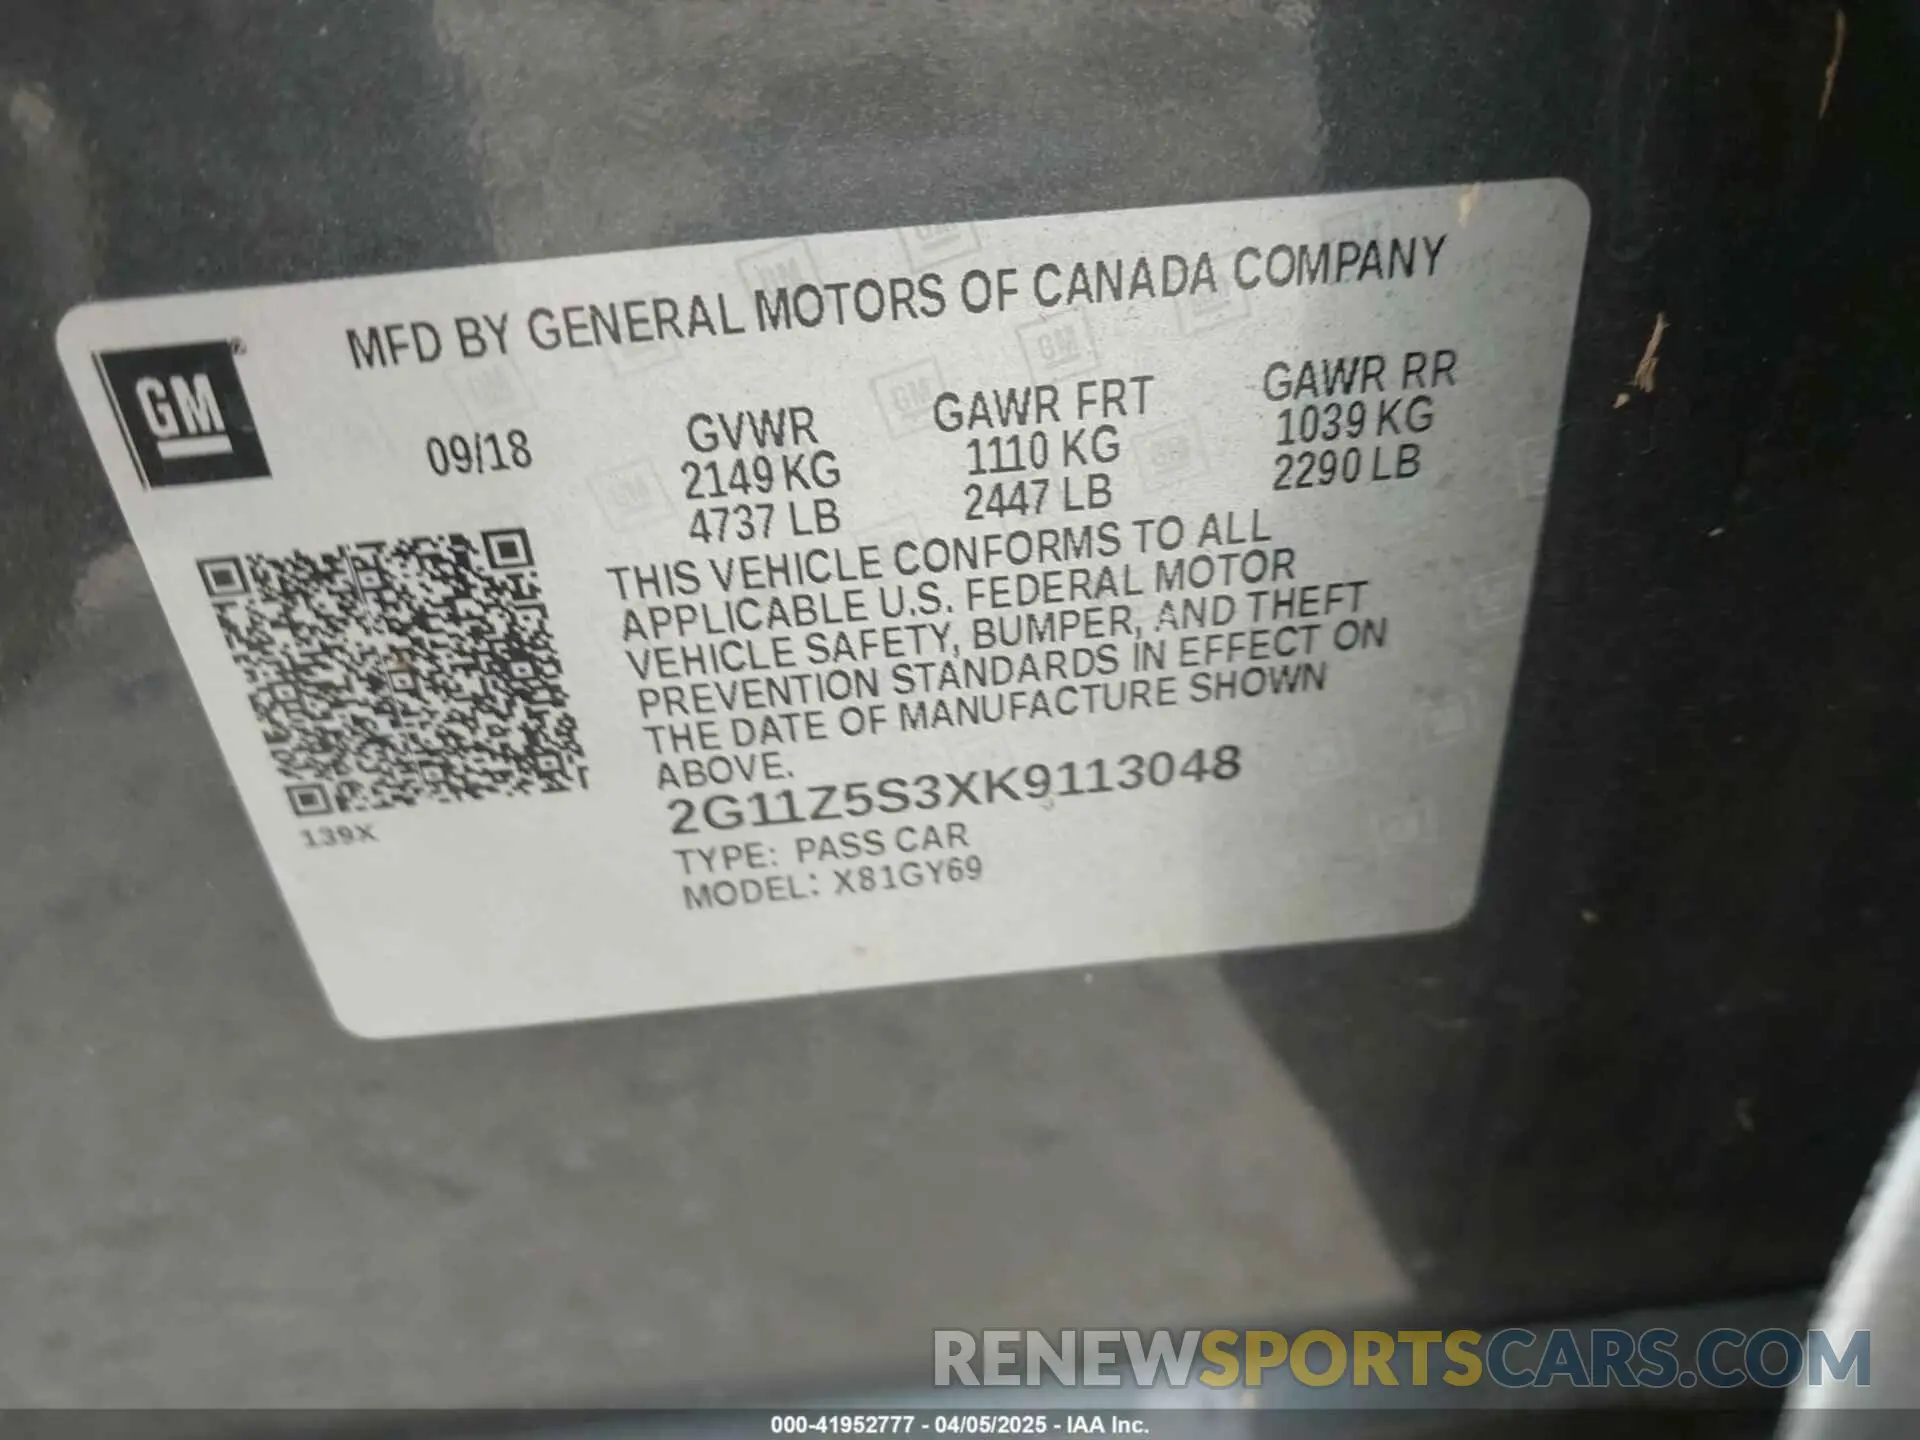 MFD BY GENERAL MOTORS OF CANADA COMPANY
GM
09/18
GVWR
2149 KG
4737 LB
GAWR FRT
1110 KG
2447 LB
GAWR RR
1039 KG
2290 LB
THIS VEHICLE CONFORMS TO ALL
APPLICABLE U.S. FEDERAL MOTOR
VEHICLE SAFETY, BUMPER, AND THEFT
PREVENTION STANDARDS IN EFFECT ON
THE DATE OF MANUFACTURE SHOWN
ABOVE.
2G11Z5S3XK9113048
139X
TYPE: PASS CAR
MODEL: X81GY69
RENEWSPORTSCARS.COM
000-41952777 - 04/05/2025 - IAA Inc.